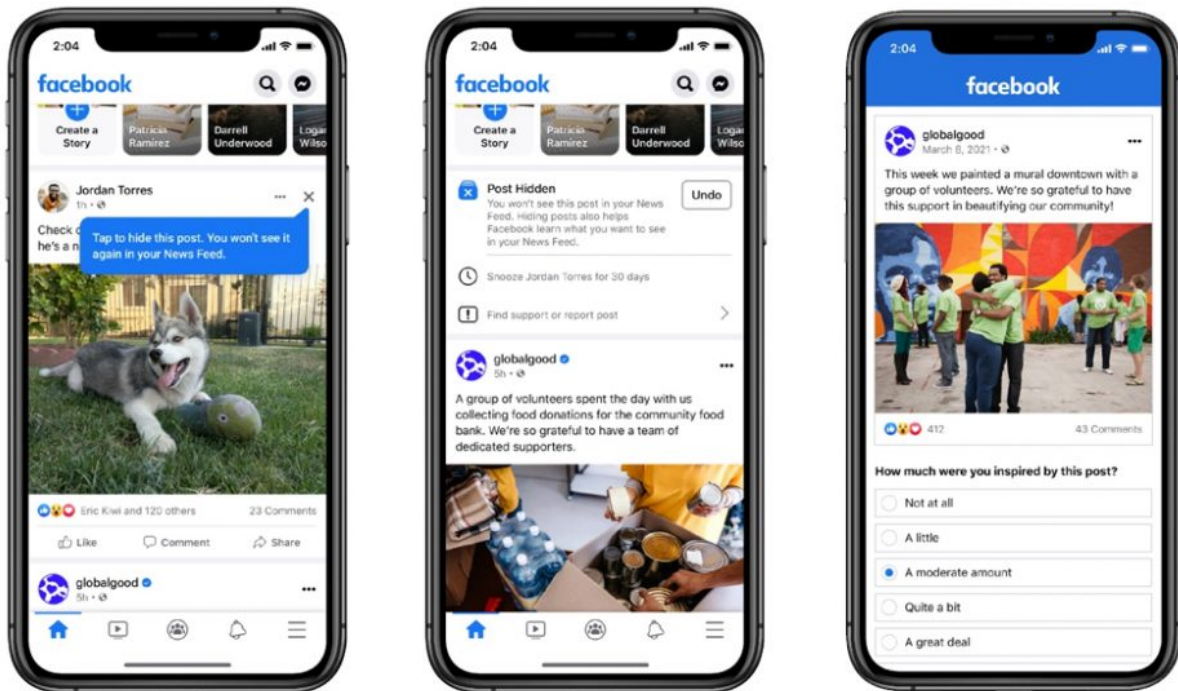 2:04
facebook
Create a
Story
Patricia
Ramirez
Darrell
Underwood
Logan
Wilso
Jordan Torres
1h
Check
he's a n
Tap to hide this post. You won't see it
again in your News Feed.
Eric Kiwi and 120 others
23 Comments
Like
Comment
Share
globalgood
5h
2:04
facebook
Create a
Story
Patricia
Ramirez
Darrell
Underwood
Loga
Wilso
Post Hidden
You won't see this post in your News
Feed. Hiding posts also helps
Facebook learn what you want to see
in your News Feed.
Undo
Snooze Jordan Torres for 30 days
Find support or report post
globalgood
5h
A group of volunteers spent the day with us
collecting food donations for the community food
bank. We're so grateful to have a team of
dedicated supporters.
2:04
facebook
globalgood
March 8, 2021
This week we painted a mural downtown with a
group of volunteers. We're so grateful to have
this support in beautifying our community!
412
43 Comments
How much were you inspired by this post?
Not at all
A little
A moderate amount
Quite a bit
A great deal